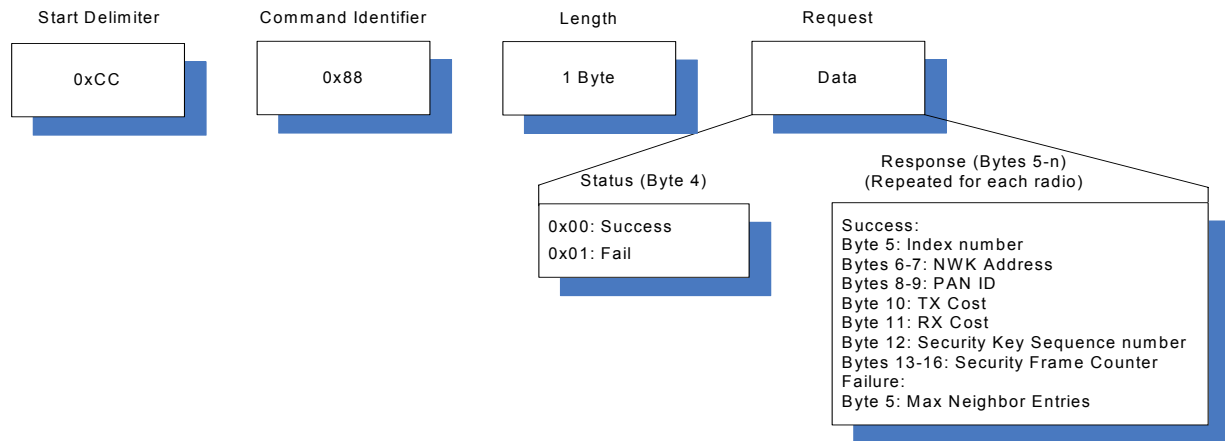 Start Delimiter
Command Identifier
Length
Request
0xCC
0x88
1 Byte
Data
Status (Byte 4)
0x00: Success
0x01: Fail
Response (Bytes 5-n)
(Repeated for each radio)
Success:
Byte 5: Index number
Bytes 6-7: NWK Address
Bytes 8-9: PAN ID
Byte 10: TX Cost
Byte 11: RX Cost
Byte 12: Security Key Sequence number
Bytes 13-16: Security Frame Counter
Failure:
Byte 5: Max Neighbor Entries